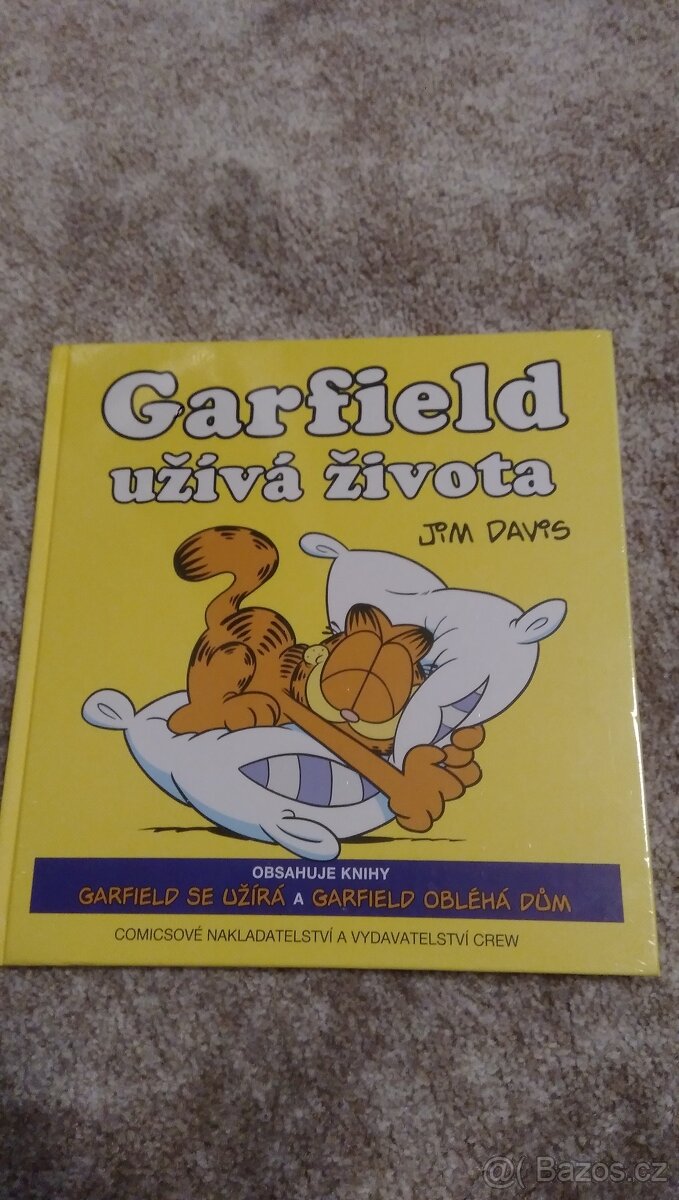 Garfield
užívá života
JIM DAVIS
OBSAHUJE KNIHY
GARFIELD SE UŽÍRÁ A GARFIELD OBLÉHÁ DŮM
COMICSOVÉ NAKLADATELSTVÍ A VYDAVATELSTVÍ CREW
@( Bazos.cz